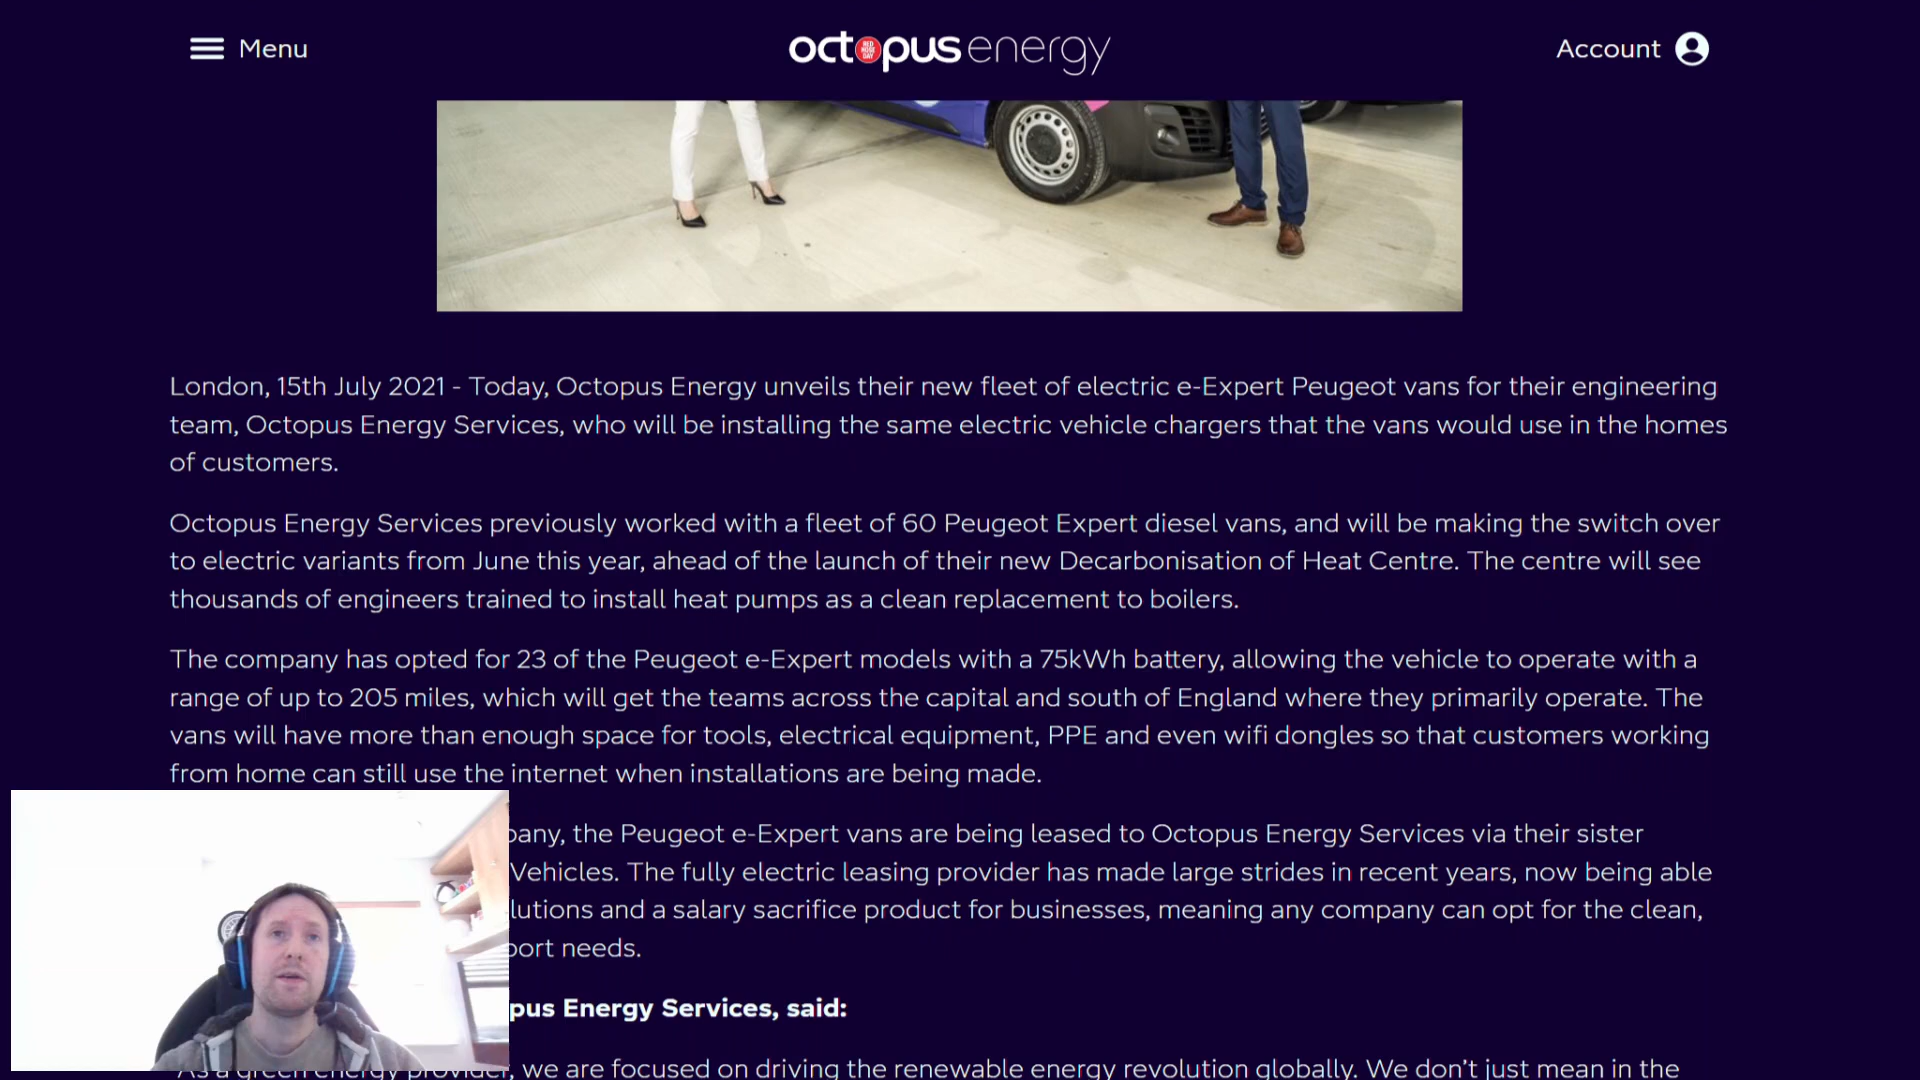 Menu
octopus energy
RED NOSE DAY
Account
London, 15th July 2021 - Today, Octopus Energy unveils their new fleet of electric e-Expert Peugeot vans for their engineering
team, Octopus Energy Services, who will be installing the same electric vehicle chargers that the vans would use in the homes
of customers.
Octopus Energy Services previously worked with a fleet of 60 Peugeot Expert diesel vans, and will be making the switch over
to electric variants from June this year, ahead of the launch of their new Decarbonisation of Heat Centre. The centre will see
thousands of engineers trained to install heat pumps as a clean replacement to boilers.
The company has opted for 23 of the Peugeot e-Expert models with a 75kWh battery, allowing the vehicle to operate with a
range of up to 205 miles, which will get the teams across the capital and south of England where they primarily operate. The
vans will have more than enough space for tools, electrical equipment, PPE and even wifi dongles so that customers working
from home can still use the internet when installations are being made.
pany, the Peugeot e-Expert vans are being leased to Octopus Energy Services via their sister
Vehicles. The fully electric leasing provider has made large strides in recent years, now being able
lutions and a salary sacrifice product for businesses, meaning any company can opt for the clean,
port needs.
pus Energy Services, said:
As a green energy provider, we are focused on driving the renewable energy revolution globally. We don't just mean in the